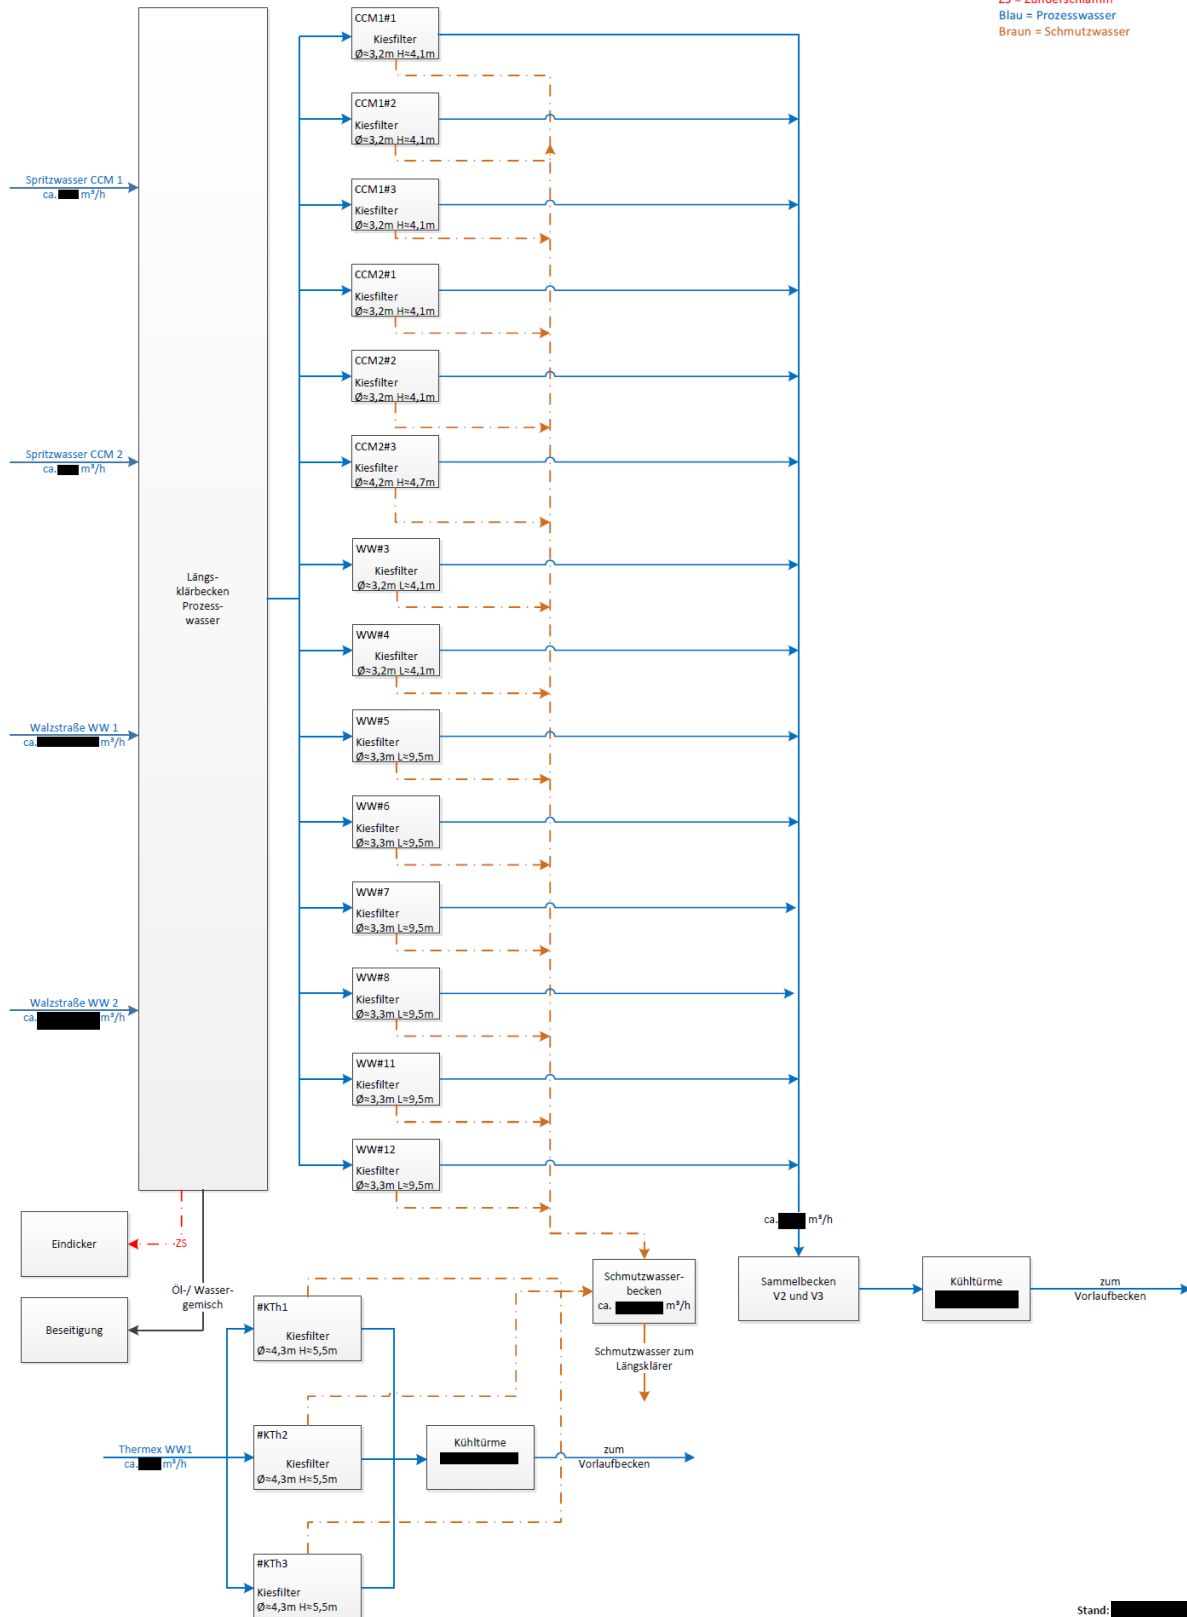 ZS = Zunderschlamm
Blau = Prozesswasser
Braun = Schmutzwasser
Spritzwasser CCM 1
ca. m³/h
Spritzwasser CCM 2
ca. m³/h
Walzstraße WW 1
ca. m³/h
Walzstraße WW 2
ca. m³/h
Längs-
klärbecken
Prozess-
wasser
CCM1#1
Kiesfilter
Ø≈3,2m H≈4,1m
CCM1#2
Kiesfilter
Ø≈3,2m H≈4,1m
CCM1#3
Kiesfilter
Ø≈3,2m H≈4,1m
CCM2#1
Kiesfilter
Ø≈3,2m H≈4,1m
CCM2#2
Kiesfilter
Ø≈3,2m H≈4,1m
CCM2#3
Kiesfilter
Ø≈4,2m H≈4,7m
WW#3
Kiesfilter
Ø≈3,2m L≈4,1m
WW#4
Kiesfilter
Ø≈3,2m L≈4,1m
WW#5
Kiesfilter
Ø≈3,3m L≈9,5m
WW#6
Kiesfilter
Ø≈3,3m L≈9,5m
WW#7
Kiesfilter
Ø≈3,3m L≈9,5m
WW#8
Kiesfilter
Ø≈3,3m L≈9,5m
WW#11
Kiesfilter
Ø≈3,3m L≈9,5m
WW#12
Kiesfilter
Ø≈3,3m L≈9,5m
ca. m³/h
Eindicker
ZS
Öl-/ Wasser-
gemisch
Beseitigung
Schmutzwasser-
becken
ca. m³/h
Schmutzwasser zum
Längsklärer
Sammelbecken
V2 und V3
Kühltürme
zum
Vorlaufbecken
#KTh1
Kiesfilter
Ø≈4,3m H≈5,5m
Thermex WW1
ca. m³/h
#KTh2
Kiesfilter
Ø≈4,3m H≈5,5m
Kühltürme
zum
Vorlaufbecken
#KTh3
Kiesfilter
Ø≈4,3m H≈5,5m
Stand: